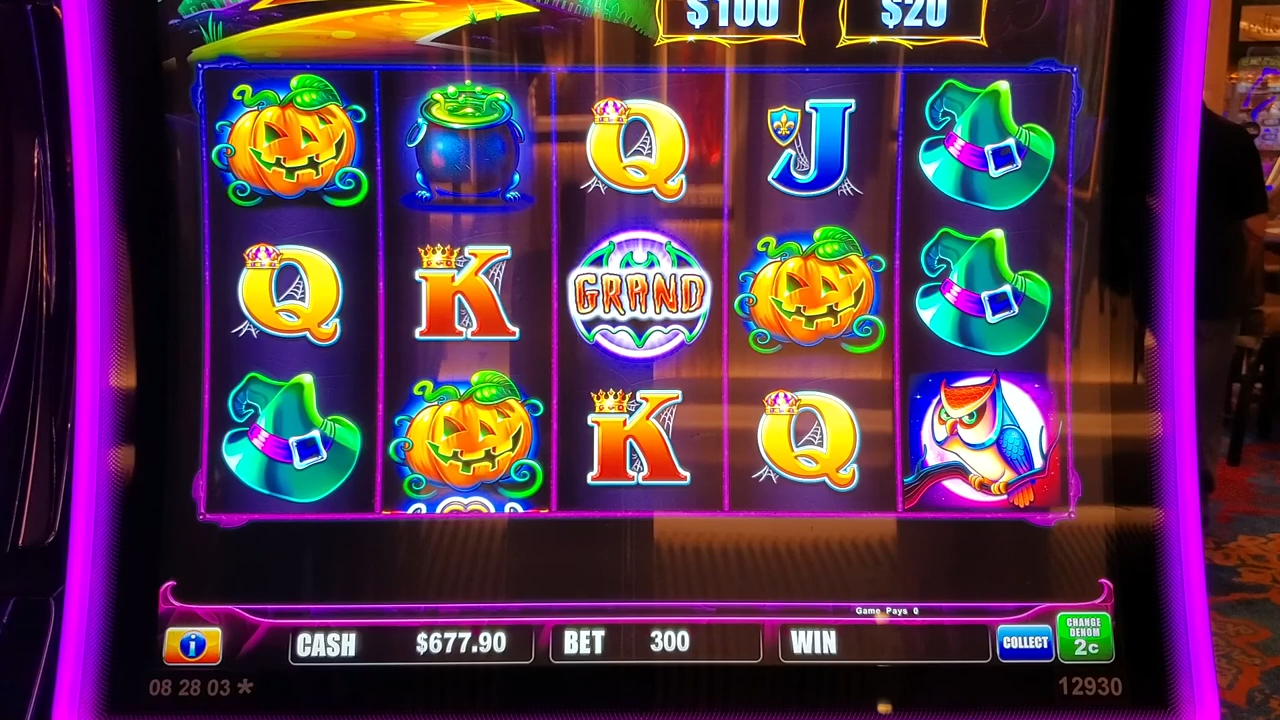 $100
$20
Q
J
Q
K
GRAND
K
Q
Game Pays 0
CASH $677.90
BET 300
WIN
COLLECT
CHANGE
DENOM
2c
08 28 03 *
12930